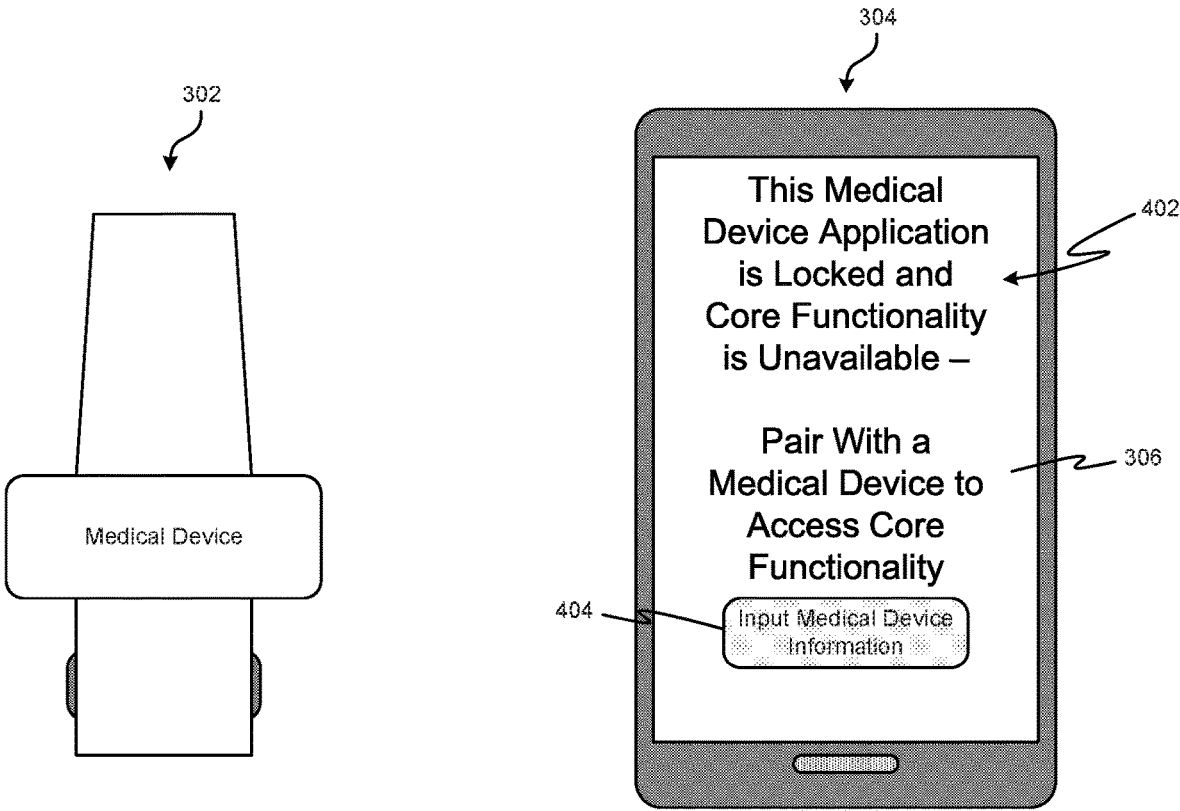 304
302
This Medical
Device Application
is Locked and
Core Functionality
is Unavailable –
402
Pair With a
Medical Device to
Access Core
Functionality
306
Medical Device
404
Input Medical Device
Information